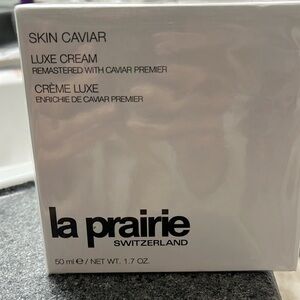 SKIN CAVIAR
LUXE CREAM
REMASTERED WITH CAVIAR PREMIER
CRÈME LUXE
ENRICHIE DE CAVIAR PREMIER
la prairie
SWITZERLAND
50 ml ℮ / NET WT. 1.7 OZ.